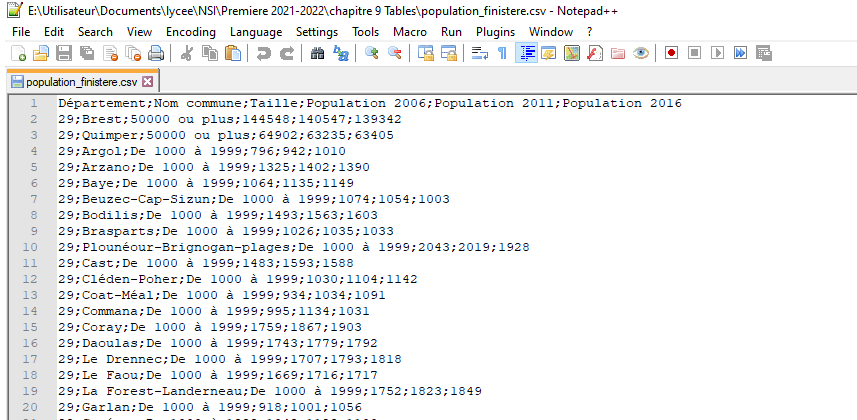 E:\Utilisateur\Documents\lycee\NSI\Premiere 2021-2022\chapitre 9 Tables\population_finistere.csv - Notepad++
File Edit Search View Encoding Language Settings Tools Macro Run Plugins Window ?
population_finistere.csv
1 Département;Nom commune;Taille;Population 2006;Population 2011;Population 2016
2 29;Brest;50000 ou plus;144548;140547;139342
3 29;Quimper;50000 ou plus;64902;63235;63405
4 29;Argol;De 1000 à 1999;796;942;1010
5 29;Arzano;De 1000 à 1999;1325;1402;1390
6 29;Baye;De 1000 à 1999;1064;1135;1149
7 29;Beuzec-Cap-Sizun;De 1000 à 1999;1074;1054;1003
8 29;Bodilis;De 1000 à 1999;1493;1563;1603
9 29;Brasparts;De 1000 à 1999;1026;1035;1033
10 29;Plounéour-Brignogan-plages;De 1000 à 1999;2043;2019;1928
11 29;Cast;De 1000 à 1999;1483;1593;1588
12 29;Cléden-Poher;De 1000 à 1999;1030;1104;1142
13 29;Coat-Méal;De 1000 à 1999;934;1034;1091
14 29;Commana;De 1000 à 1999;995;1134;1031
15 29;Coray;De 1000 à 1999;1759;1867;1903
16 29;Daoulas;De 1000 à 1999;1743;1779;1792
17 29;Le Drennec;De 1000 à 1999;1707;1793;1818
18 29;Le Faou;De 1000 à 1999;1669;1716;1717
19 29;La Forest-Landerneau;De 1000 à 1999;1752;1823;1849
20 29;Garlan;De 1000 à 1999;918;1001;1056